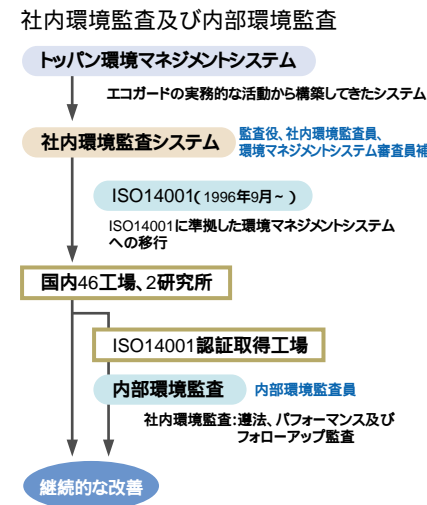 社内環境監査及び内部環境監査
トッパン環境マネジメントシステム
エコガードの実務的な活動から構築してきたシステム
社内環境監査システム
監査役、社内環境監査員、
環境マネジメントシステム審査員補
ISO14001(1996年9月~)
ISO14001に準拠した環境マネジメントシステム
への移行
国内46工場、2研究所
ISO14001認証取得工場
内部環境監査
内部環境監査員
社内環境監査:遵法、パフォーマンス及び
フォローアップ監査
継続的な改善